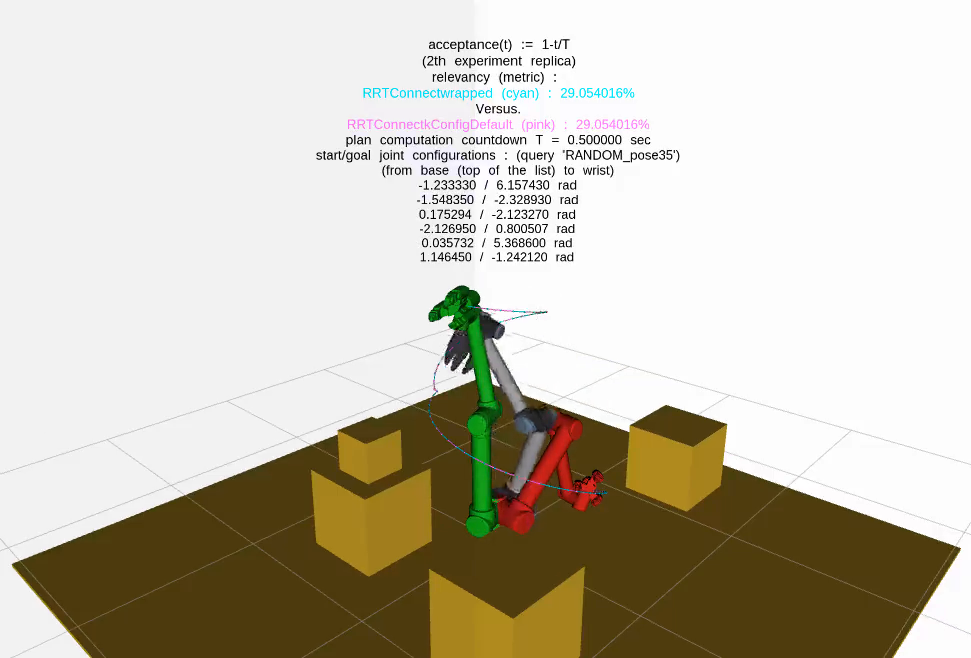 acceptance(t) := 1-t/T
(2th experiment replica)
relevancy (metric) :
RRTConnectwrapped (cyan) : 29.054016%
Versus.
RRTConnectkConfigDefault (pink) : 29.054016%
plan computation countdown T = 0.500000 sec
start/goal joint configurations : (query 'RANDOM_pose35')
(from base (top of the list) to wrist)
-1.233330 / 6.157430 rad
-1.548350 / -2.328930 rad
0.175294 / -2.123270 rad
-2.126950 / 0.800507 rad
0.035732 / 5.368600 rad
1.146450 / -1.242120 rad